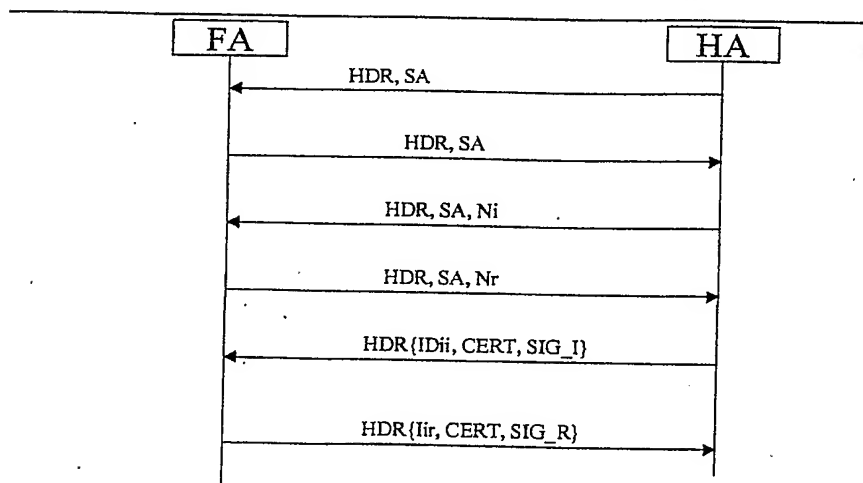 FA
HA
HDR, SA
HDR, SA
HDR, SA, Ni
HDR, SA, Nr
HDR{IDii, CERT, SIG_I}
HDR{Iir, CERT, SIG_R}